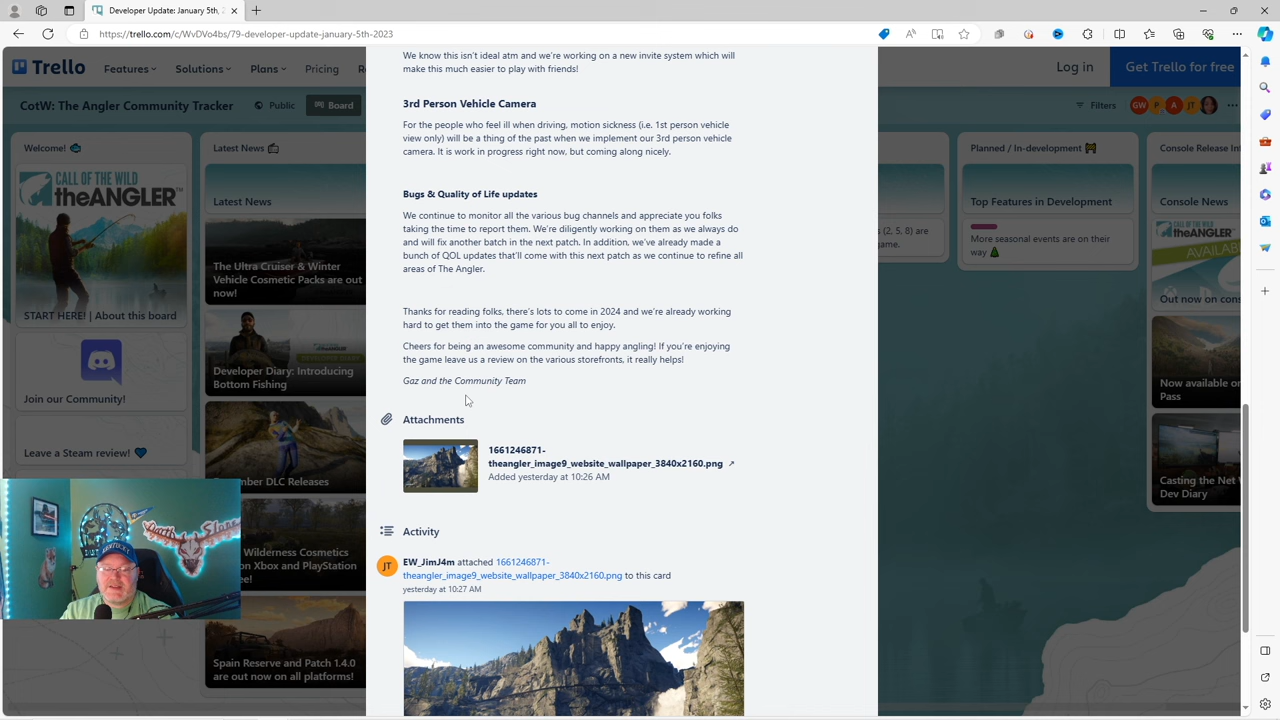 Developer Update: January 5th,
https://trello.com/c/WvDVo4bs/79-developer-update-january-5th-2023
Trello
Features
Solutions
Plans
Pricing
Log in
Get Trello for free
CotW: The Angler Community Tracker
Public
Board
Filters
GW
P
A
JT
Welcome!
CALL OF THE WILD
theANGLER™
START HERE! | About this board
Join our Community!
Leave a Steam review!
Latest News
Latest News
The Ultra Cruiser & Winter
Vehicle Cosmetic Packs are out
now!
Developer Diary: Introducing
Bottom Fishing
mber DLC Releases
Wilderness Cosmetics
on Xbox and PlayStation
ee!
Spain Reserve and Patch 1.4.0
are out now on all platforms!
We know this isn't ideal atm and we're working on a new invite system which will
make this much easier to play with friends!
3rd Person Vehicle Camera
For the people who feel ill when driving, motion sickness (i.e. 1st person vehicle
view only) will be a thing of the past when we implement our 3rd person vehicle
camera. It is work in progress right now, but coming along nicely.
Bugs & Quality of Life updates
We continue to monitor all the various bug channels and appreciate you folks
taking the time to report them. We're diligently working on them as we always do
and will fix another batch in the next patch. In addition, we've already made a
bunch of QOL updates that'll come with this next patch as we continue to refine all
areas of The Angler.
Thanks for reading folks, there's lots to come in 2024 and we're already working
hard to get them into the game for you all to enjoy.
Cheers for being an awesome community and happy angling! If you're enjoying
the game leave us a review on the various storefronts, it really helps!
Gaz and the Community Team
Attachments
1661246871-
theangler_image9_website_wallpaper_3840x2160.png
Added yesterday at 10:26 AM
Activity
JT
EW_JimJ4m attached 1661246871-
theangler_image9_website_wallpaper_3840x2160.png to this card
yesterday at 10:27 AM
s (2, 5. 8) are
game.
Planned / In-development
Top Features in Development
More seasonal events are on their
way
Console Release Inf
Console News
CALL OF THE WILD
theANGLER
AVAILAB
Out now on cons
Now available o
Pass
Casting the Net
Dev Diary